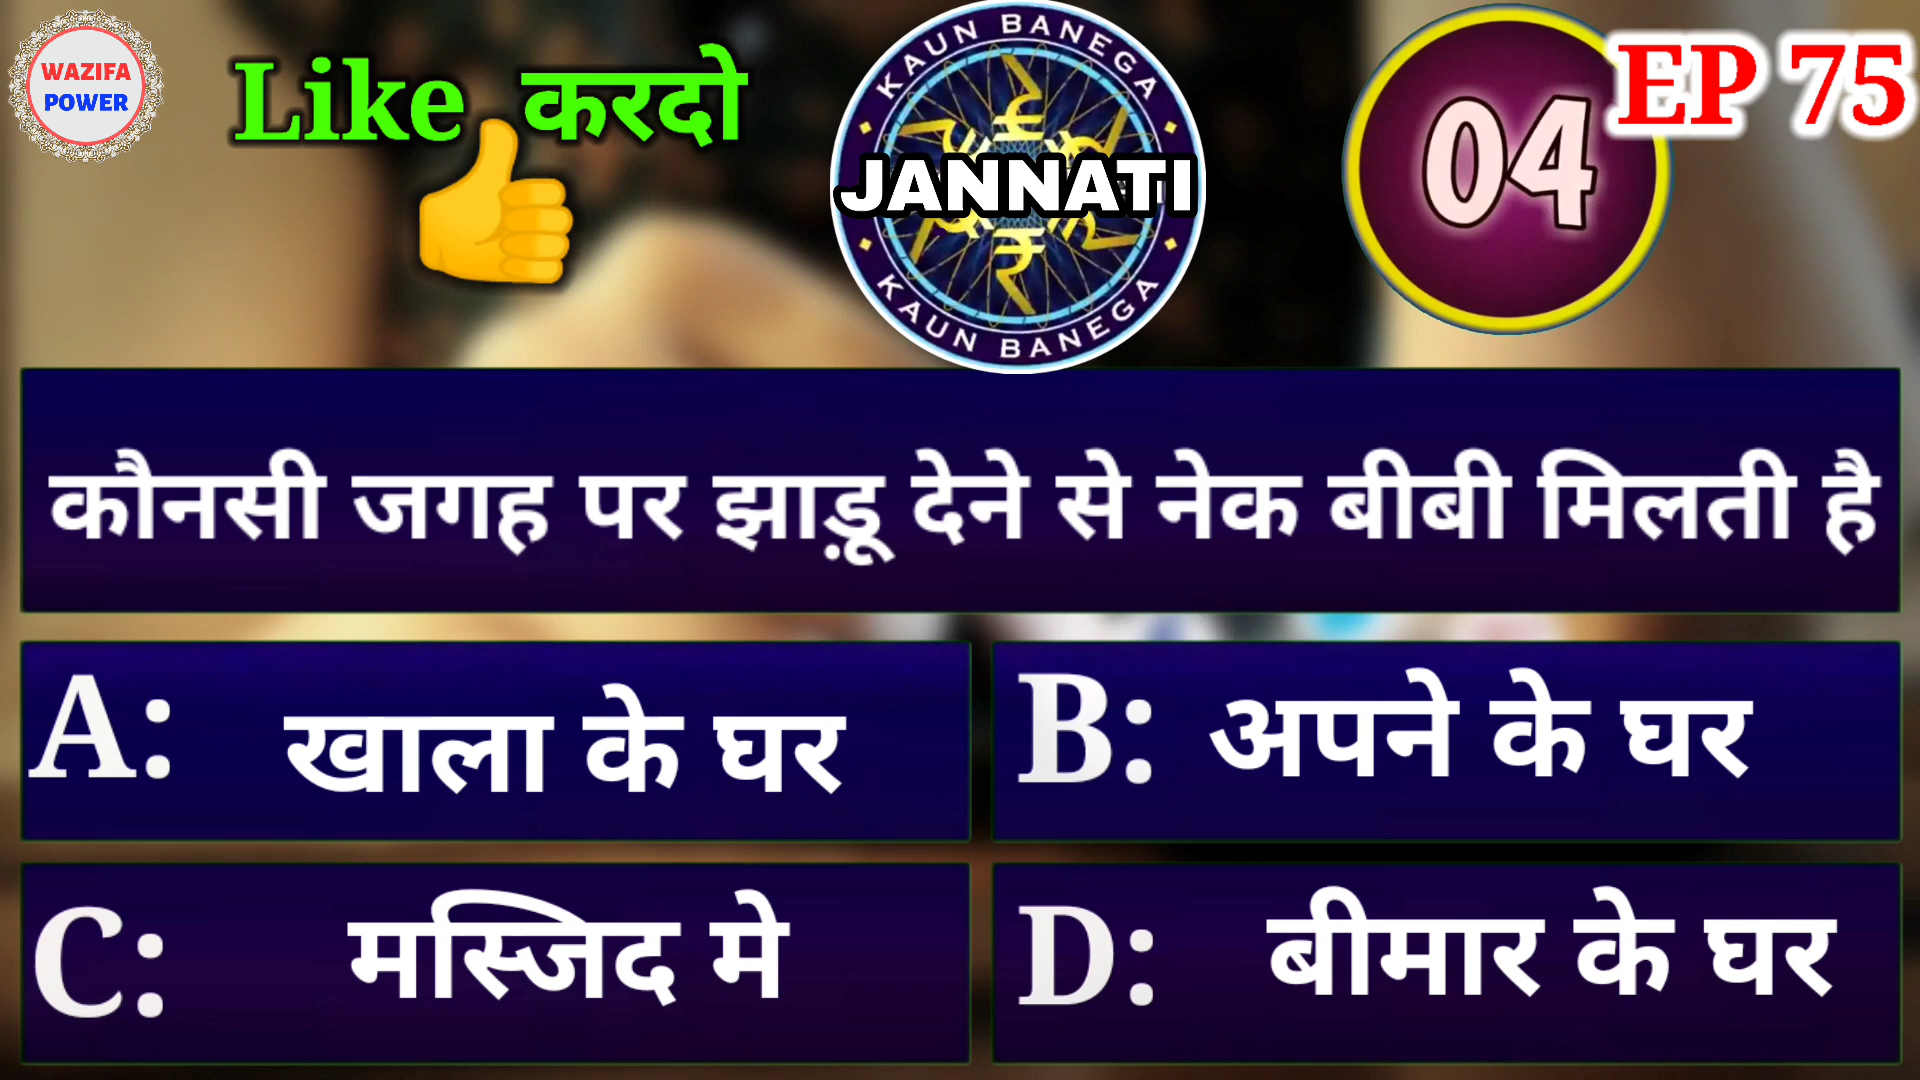 WAZIFA
POWER
Like करदो
KAUN BANEGA
JANNATI
KAUN BANEGA
04
EP 75
कौनसी जगह पर झाड़ू देने से नेक बीबी मिलती है
A: खाला के घर
B: अपने के घर
C: मस्जिद मे
D: बीमार के घर